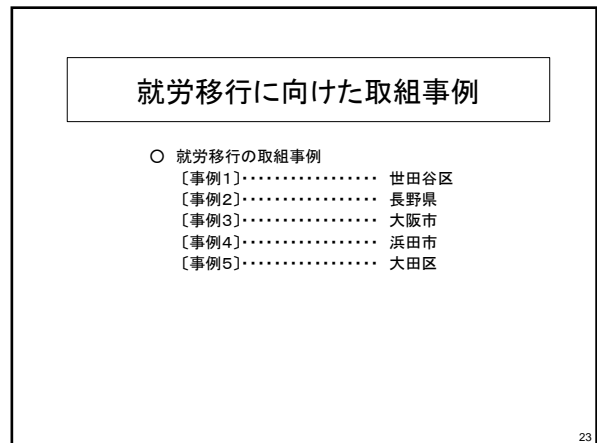 就労移行に向けた取組事例
○ 就労移行の取組事例
〔事例1〕・・・・・・・・・・・・・・・・・ 世田谷区
〔事例2〕・・・・・・・・・・・・・・・・・ 長野県
〔事例3〕・・・・・・・・・・・・・・・・・ 大阪市
〔事例4〕・・・・・・・・・・・・・・・・・ 浜田市
〔事例5〕・・・・・・・・・・・・・・・・・ 大田区
23